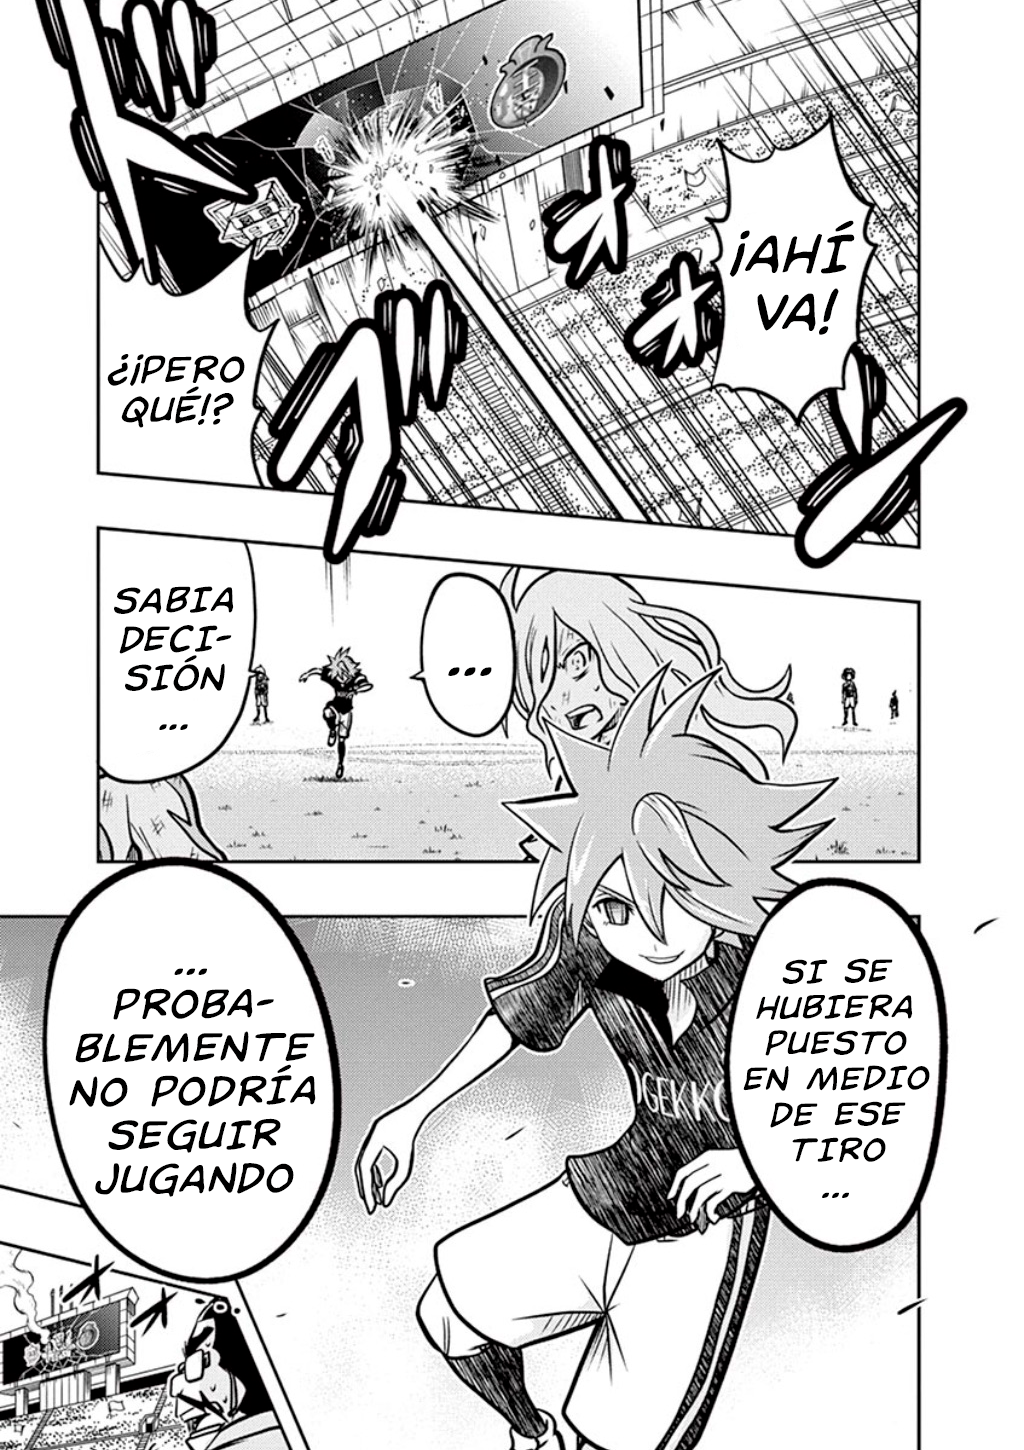 ¡AHÍ
VA!
¿¡¡PERO
QUÉ!!?
...
SABIA
DECI-
SIÓN
...
SI SE
HUBIERA
PUESTO
EN MEDIO
DE ESE
TIRO
...
...
PROBA-
BLEMENTE
NO PODRÍA
SEGUIR
JUGANDO
OGEKKO